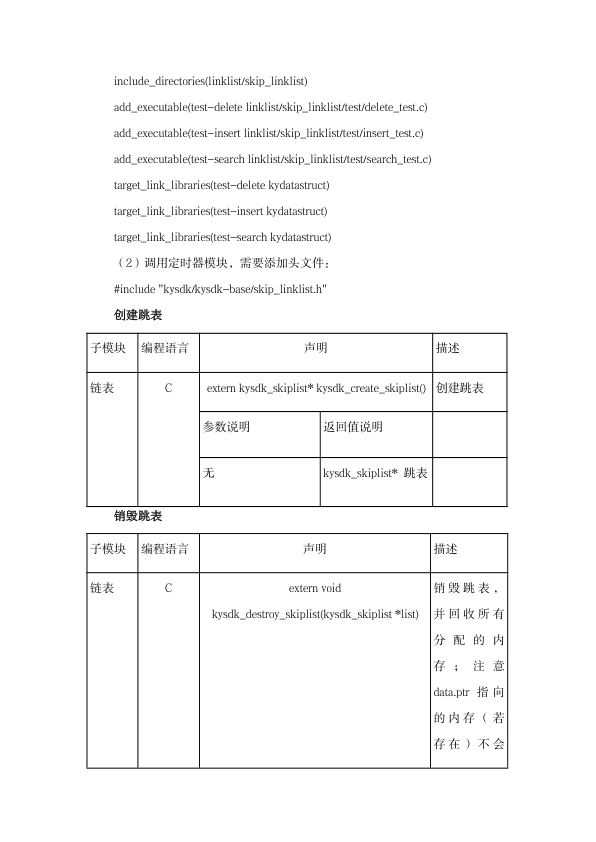 include_directories(linklist/skip_linklist)
add_executable(test-delete linklist/skip_linklist/test/delete_test.c)
add_executable(test-insert linklist/skip_linklist/test/insert_test.c)
add_executable(test-search linklist/skip_linklist/test/search_test.c)
target_link_libraries(test-delete kydatastruct)
target_link_libraries(test-insert kydatastruct)
target_link_libraries(test-search kydatastruct)
（2）调用定时器模块，需要添加头文件；
#include "kysdk/kysdk-base/skip_linklist.h"
创建跳表
子模块 编程语言 声明 描述
链表 C extern kysdk_skiplist* kysdk_create_skiplist() 创建跳表
参数说明 返回值说明
无 kysdk_skiplist* 跳表
销毁跳表
子模块 编程语言 声明 描述
链表 C extern void 销毁跳表，
kysdk_destroy_skiplist(kysdk_skiplist *list) 并回收所有
分配的内
存；注意
data.ptr 指向
的内存（若
存在）不会